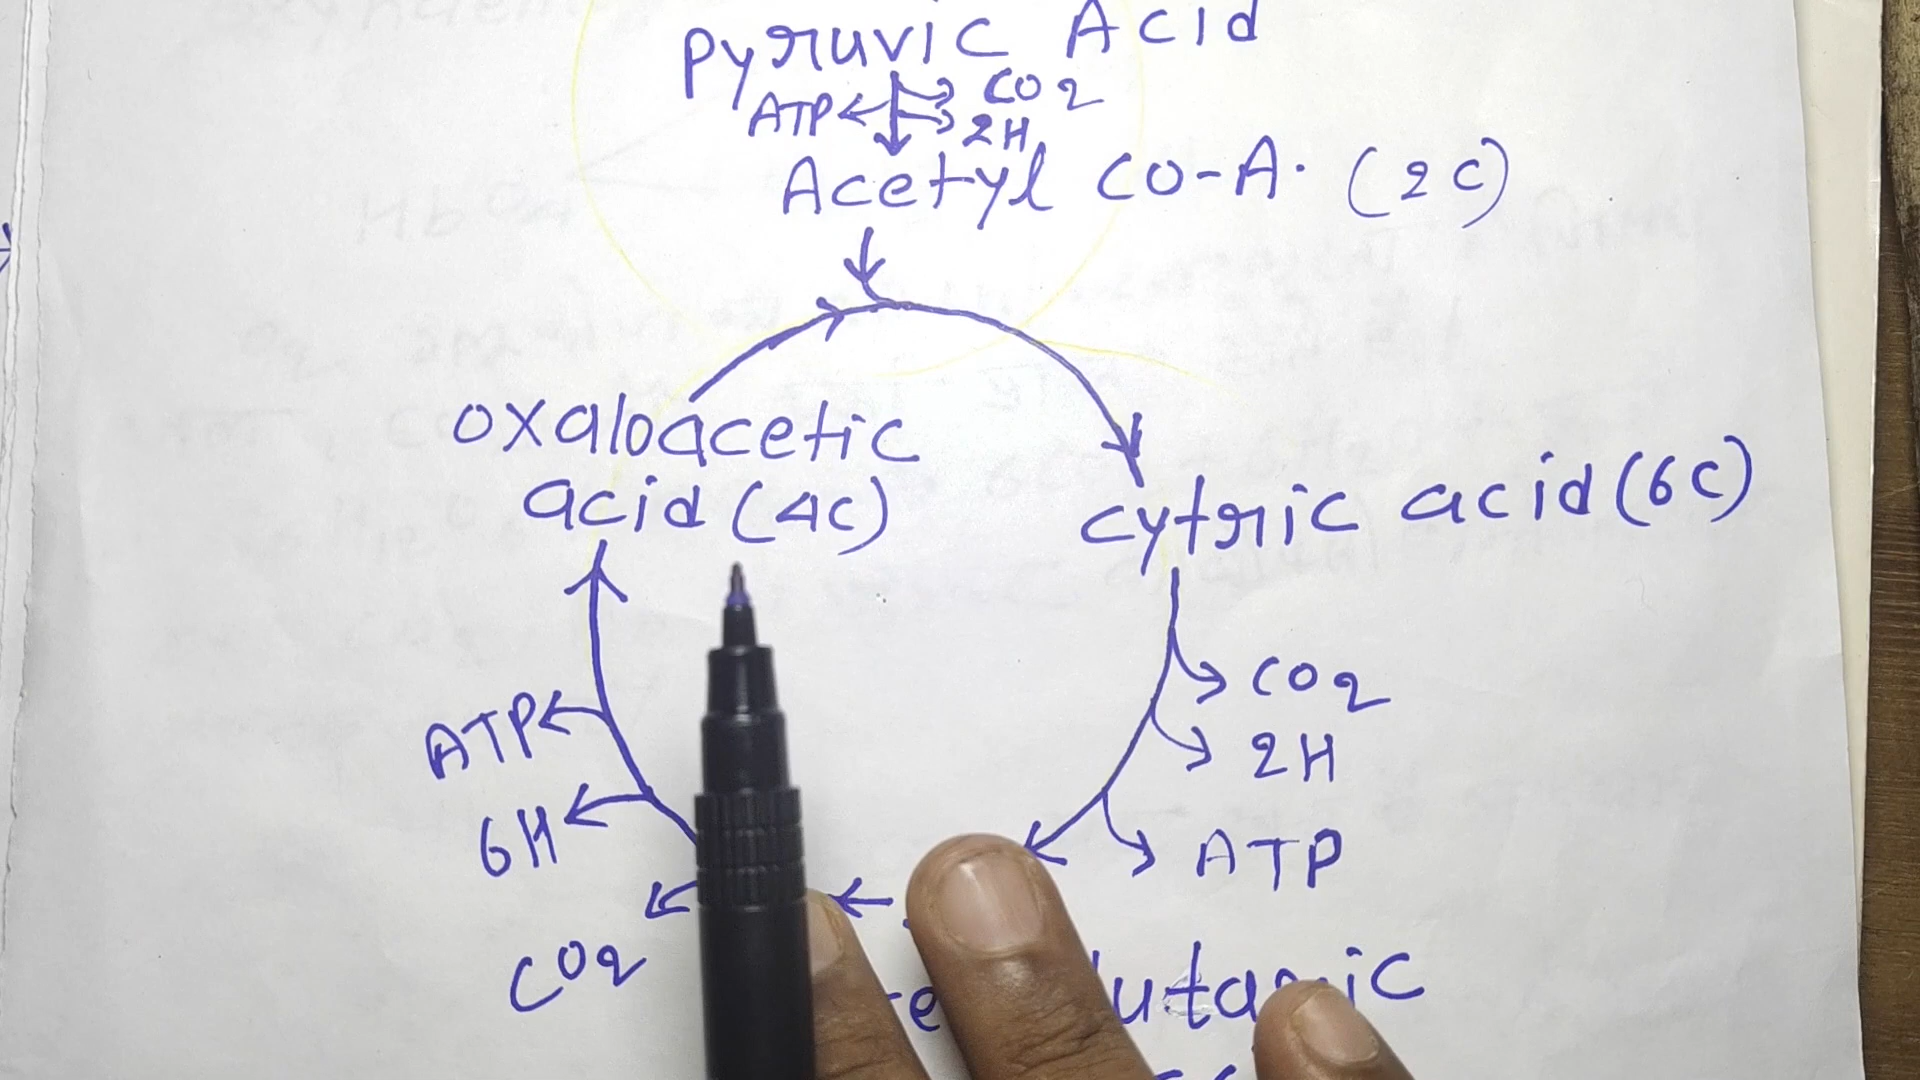 Pyruvic Acid
CO2
ATP
2H
Acetyl CO-A. (2C)
oxaloacetic
acid (4C)
cytric acid (6C)
CO2
2H
ATP
ATP
6H
CO2